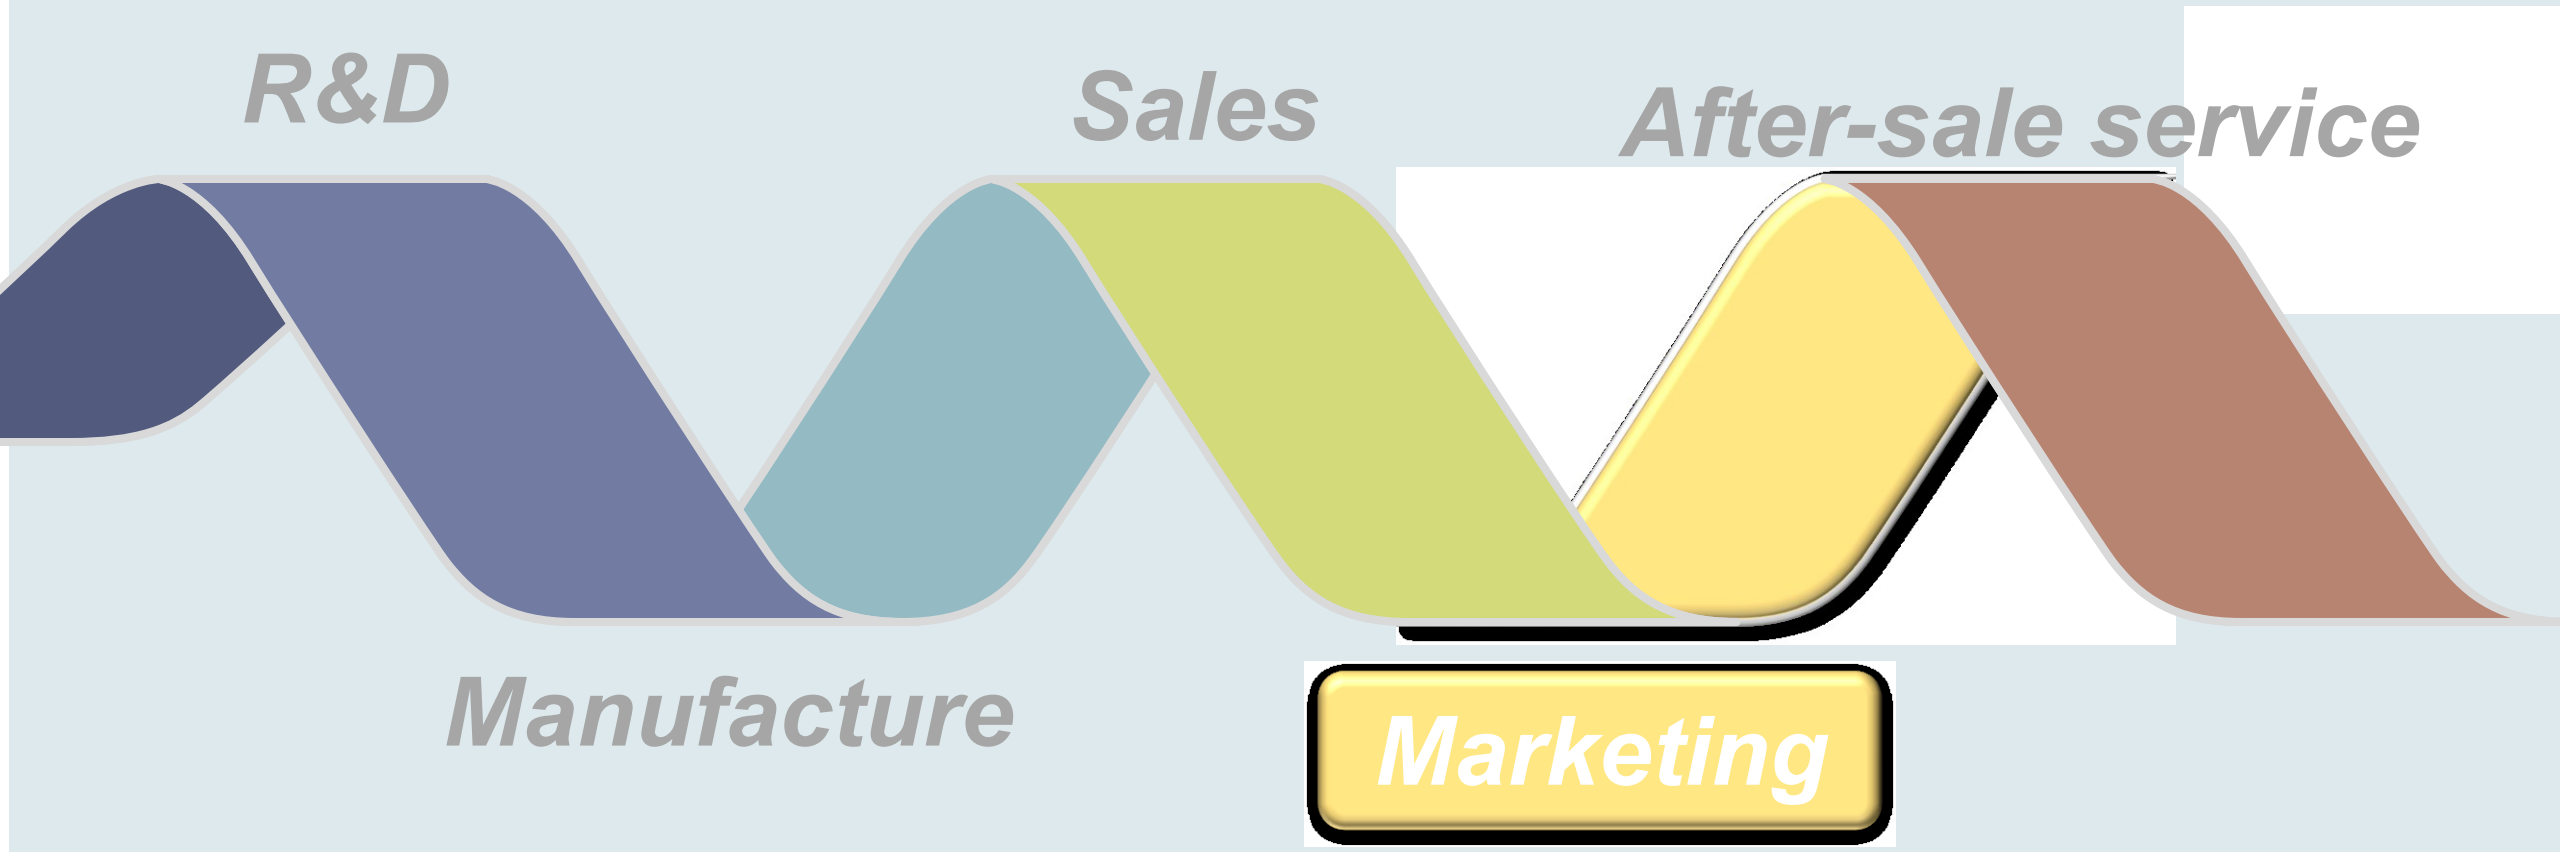 R&D
Sales
After-sale service
Manufacture
Marketing